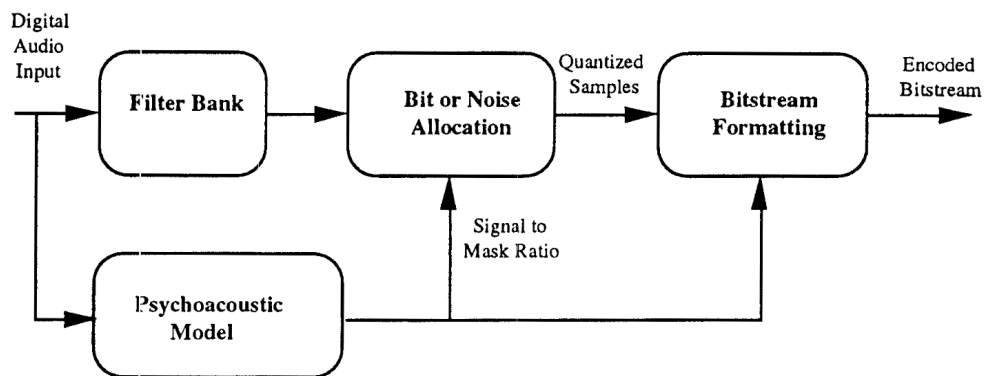 Digital
Audio
Input
Filter Bank
Bit or Noise
Allocation
Quantized
Samples
Bitstream
Formatting
Encoded
Bitstream
Signal to
Mask Ratio
Psychoacoustic
Model